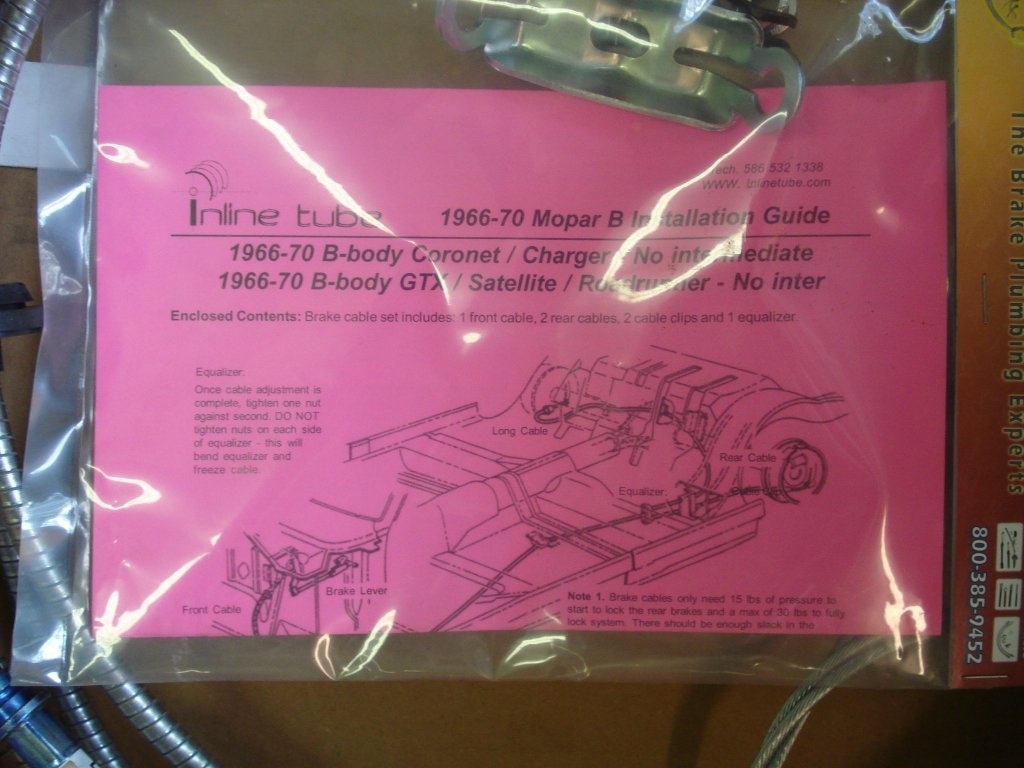 Tech. 586 532 1338
www. inlinetube.com
inline tube
1966-70 Mopar B Installation Guide
1966-70 B-body Coronet / Charger - No intermediate
1966-70 B-body GTX / Satellite / Roadrunner - No inter
Enclosed Contents: Brake cable set includes: 1 front cable, 2 rear cables, 2 cable clips and 1 equalizer.
Equalizer:
Once cable adjustment is
complete, tighten one nut
against second. DO NOT
tighten nuts on each side
of equalizer - this will
bend equalizer and
freeze cable.
Long Cable
Rear Cable
Equalizer:
Cable Clip
Brake Lever
Front Cable
Note 1. Brake cables only need 15 lbs of pressure to
start to lock the rear brakes and a max of 30 lbs to fully
lock system. There should be enough slack in the
The Brake Plumbing Experts
800-385-9452